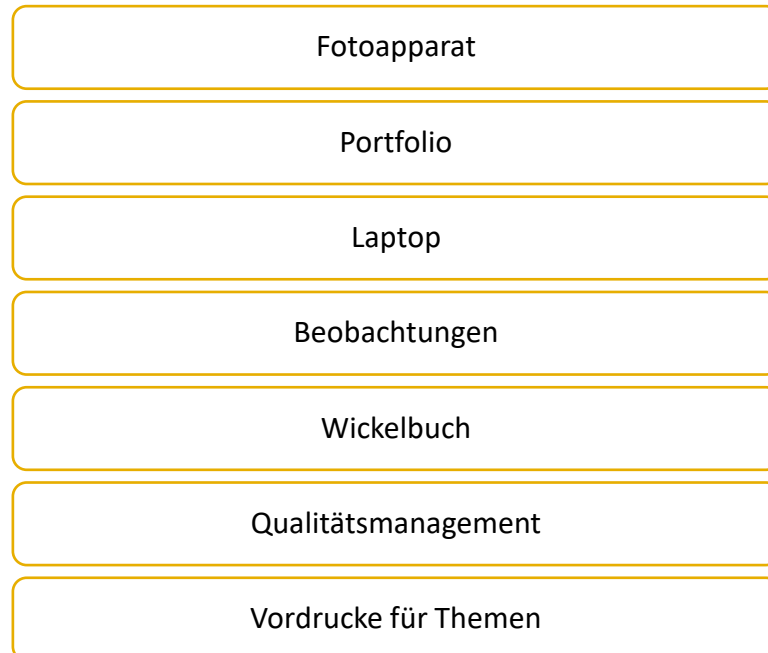 Fotoapparat
Portfolio
Laptop
Beobachtungen
Wickelbuch
Qualitätsmanagement
Vordrucke für Themen